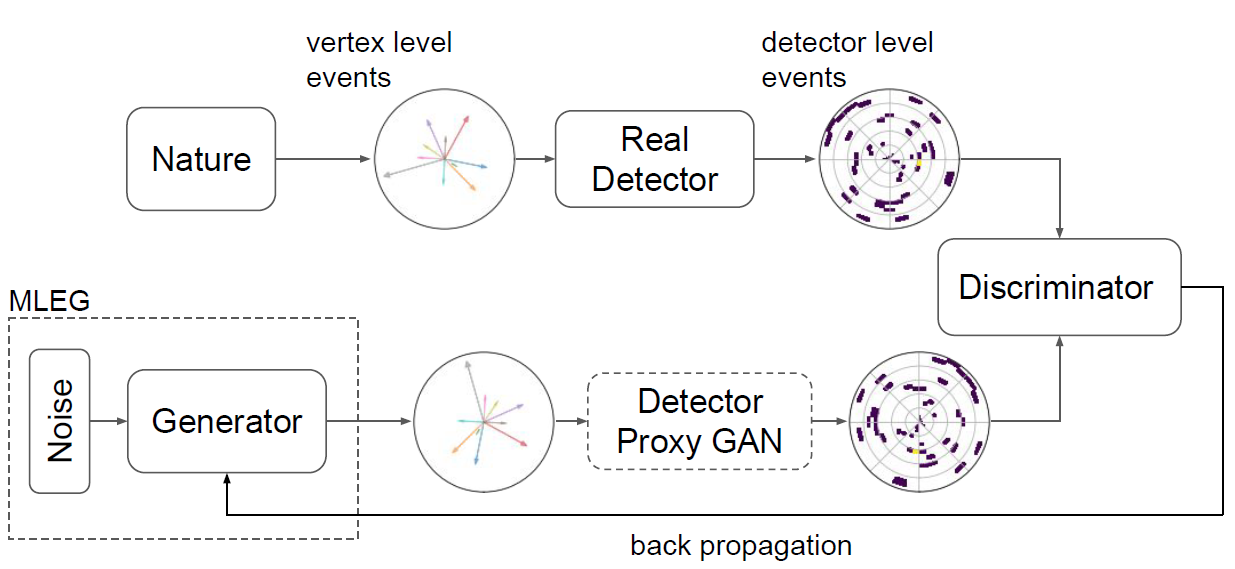 vertex level
events
detector level
events
Nature
Real
Detector
Discriminator
MLEG
Noise
Generator
Detector
Proxy GAN
back propagation